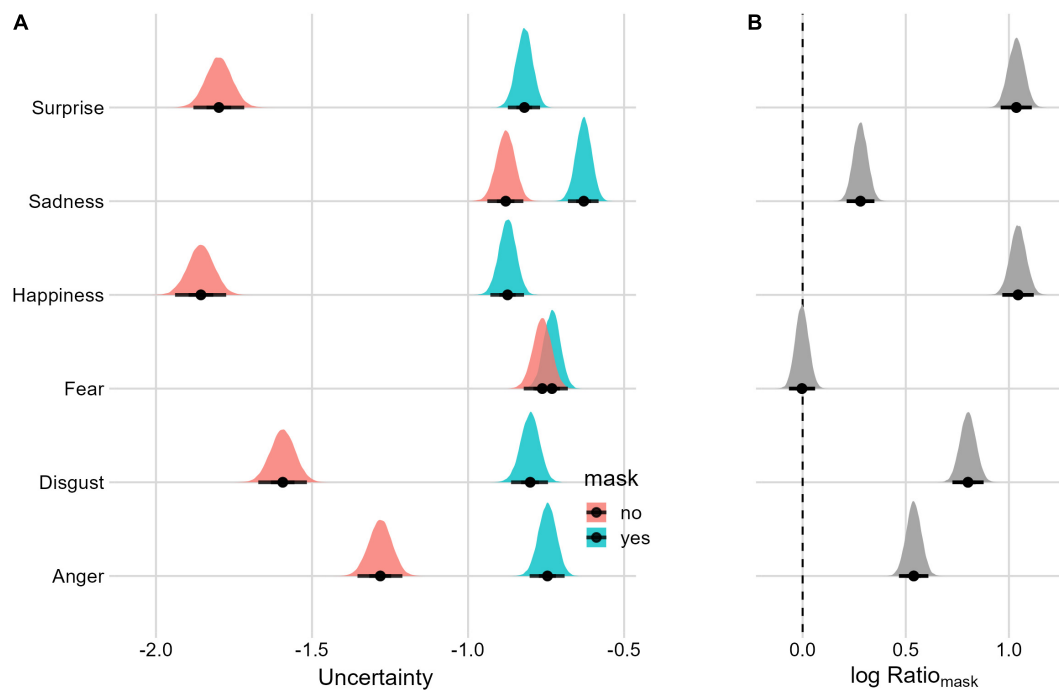 A
B
Surprise
Sadness
Happiness
Fear
Disgust
Anger
mask
no
yes
-2.0 -1.5 -1.0 -0.5
0.0 0.5 1.0
Uncertainty
log Ratio_mask